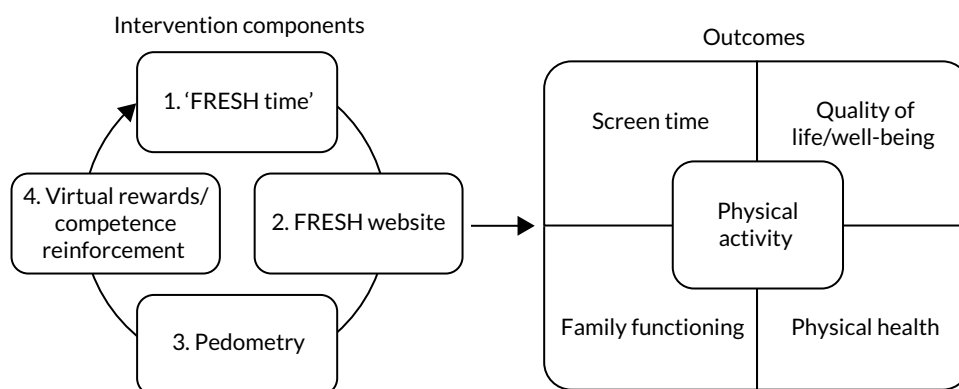 Intervention components
1. ‘FRESH time’
2. FRESH website
3. Pedometry
4. Virtual rewards/
competence
reinforcement
Outcomes
Screen time
Quality of
life/well-being
Physical
activity
Family functioning
Physical health